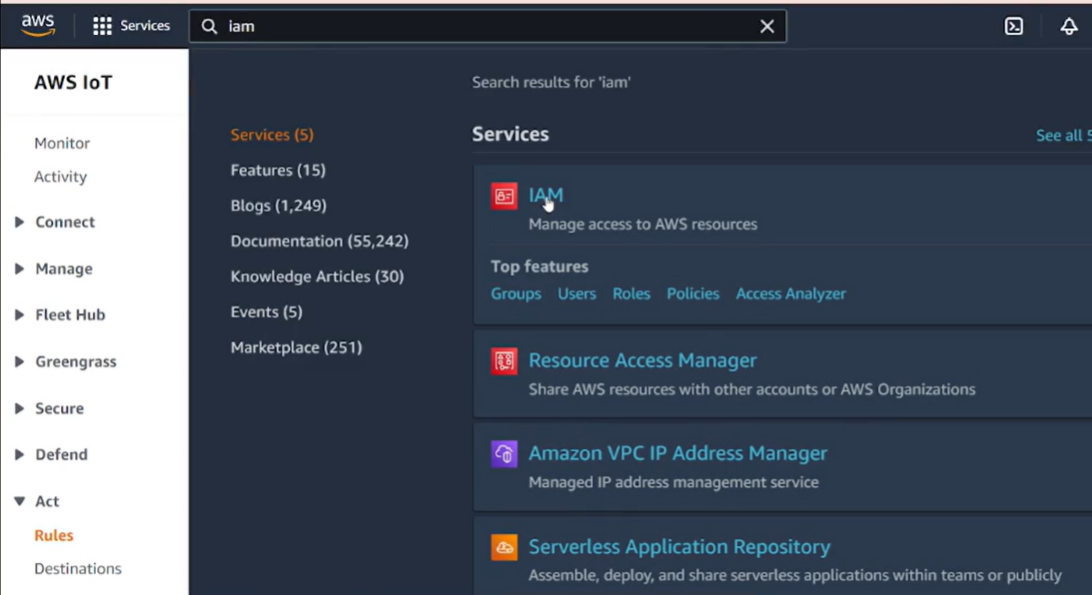 aws
Services
iam
AWS IoT
Monitor
Activity
Connect
Manage
Fleet Hub
Greengrass
Secure
Defend
Act
Rules
Destinations
Search results for 'iam'
Services (5)
Features (15)
Blogs (1,249)
Documentation (55,242)
Knowledge Articles (30)
Events (5)
Marketplace (251)
Services
See all 5
IAM
Manage access to AWS resources
Top features
Groups Users Roles Policies Access Analyzer
Resource Access Manager
Share AWS resources with other accounts or AWS Organizations
Amazon VPC IP Address Manager
Managed IP address management service
Serverless Application Repository
Assemble, deploy, and share serverless applications within teams or publicly